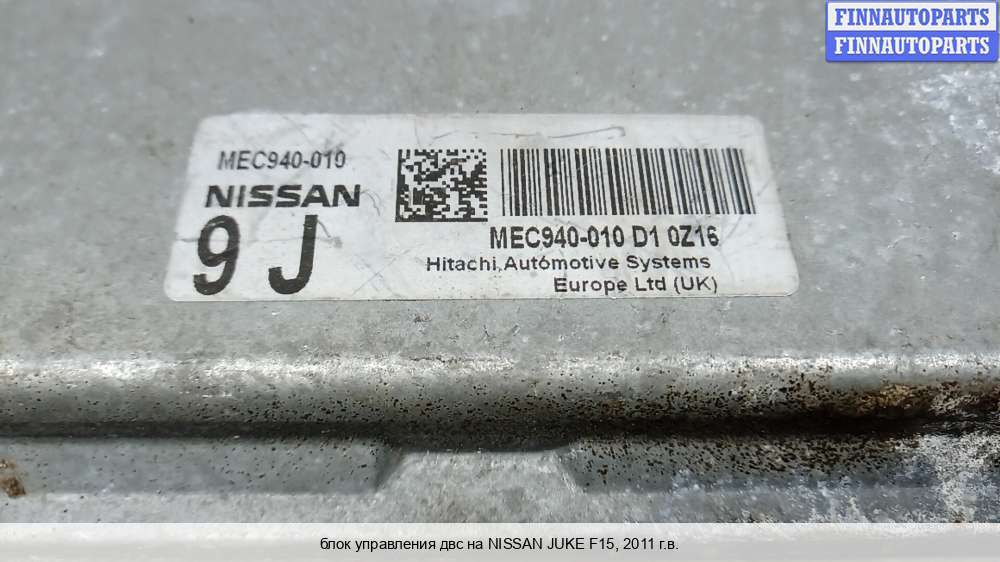 FINNAUTOPARTS
FINNAUTOPARTS
MEC940-010
NISSAN
9 J
MEC940-010 D1 0Z16
Hitachi Automotive Systems
Europe Ltd (UK)
блок управления двс на NISSAN JUKE F15, 2011 г.в.